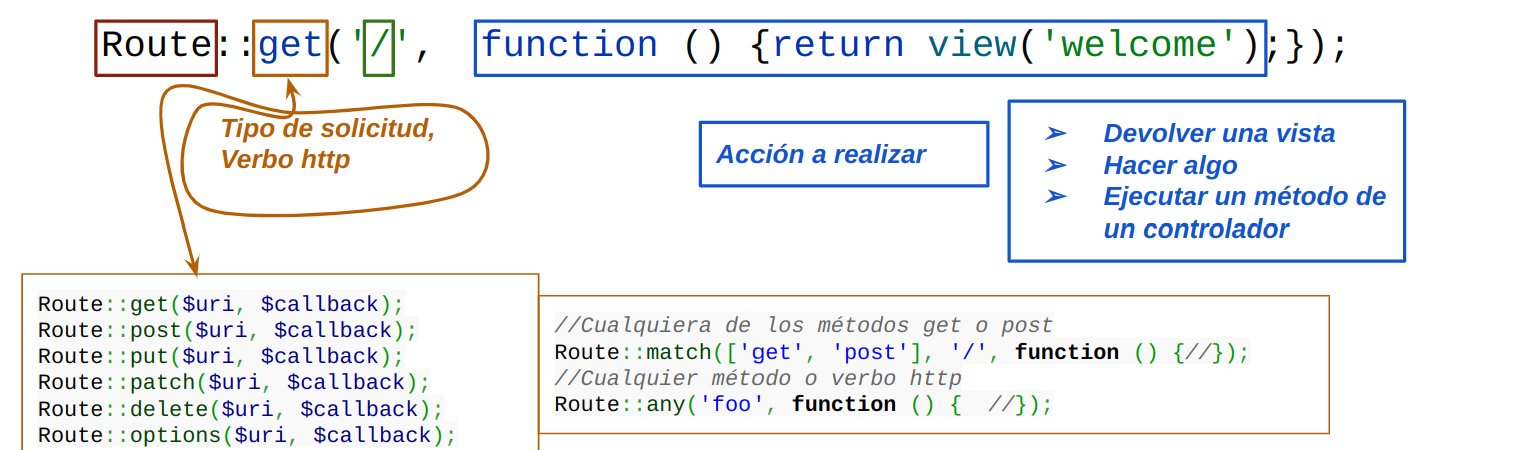 Route::get('/', function () {return view('welcome');});
Tipo de solicitud,
Verbo http
Acción a realizar
➢ Devolver una vista
➢ Hacer algo
➢ Ejecutar un método de
un controlador
Route::get($uri, $callback);
Route::post($uri, $callback);
Route::put($uri, $callback);
Route::patch($uri, $callback);
Route::delete($uri, $callback);
Route::options($uri, $callback);
//Cualquiera de los métodos get o post
Route::match(['get', 'post'], '/', function () {//});
//Cualquier método o verbo http
Route::any('foo', function () {  //});